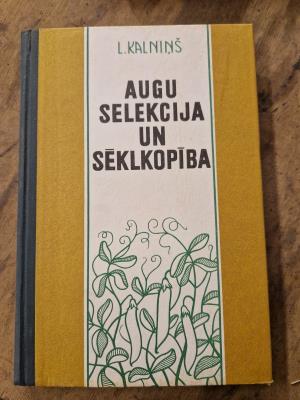 L.KALNIŅŠ
AUGU
SELEKCIJA
UN
SĒKLKOPĪBA